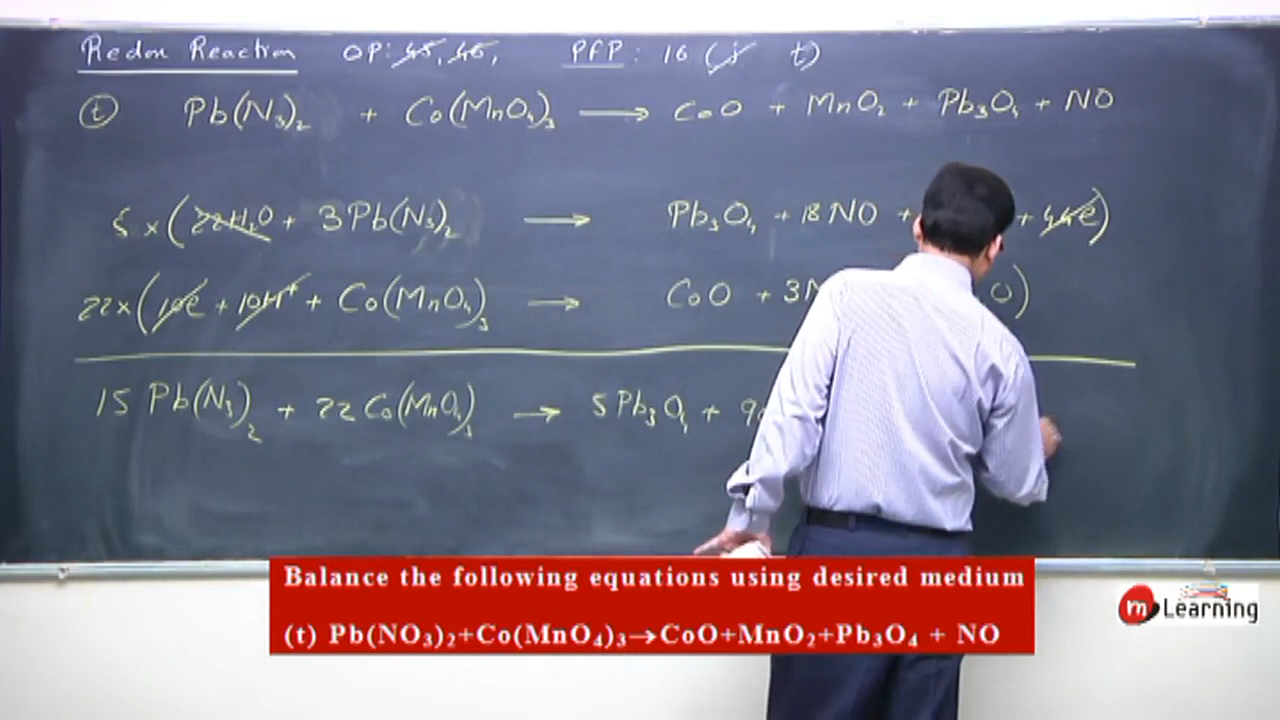 Redox Reaction OP: 45, 46, PFP: 16 (j t)
(t) Pb(N₃)₂ + Co(MnO₄)₃ ⟶ CoO + MnO₂ + Pb₃O₄ + NO
5 × (22H₂O + 3Pb(N₃)₂ ⟶ Pb₃O₄ + 18NO + + 44e)
22 × (10e + 10H⁺ + Co(MnO₄)₃ ⟶ CoO + 3M O)
15 Pb(N₃)₂ + 22 Co(MnO₄)₃ → 5 Pb₃O₄ + 9
Balance the following equations using desired medium
(t) Pb(NO₃)₂+Co(MnO₄)₃→CoO+MnO₂+Pb₃O₄ + NO
m Learning